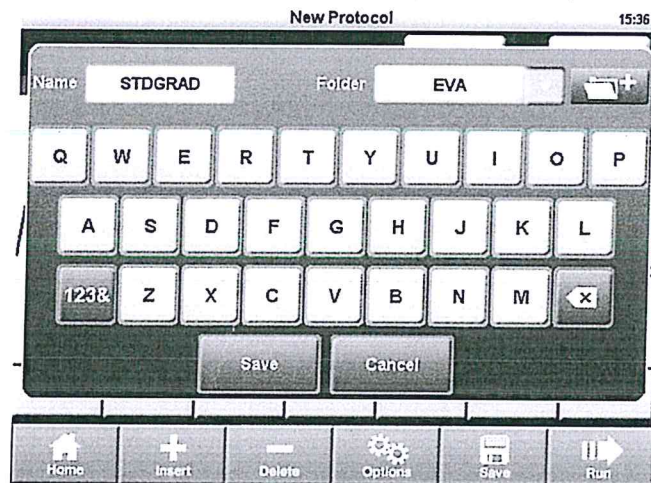 New Protocol 15:36
Name STDGRAD Folder EVA
Q W E R T Y U I O P
A S D F G H J K L
123& Z X C V B N M
Save Cancel
Home Insert Delete Options Save Run